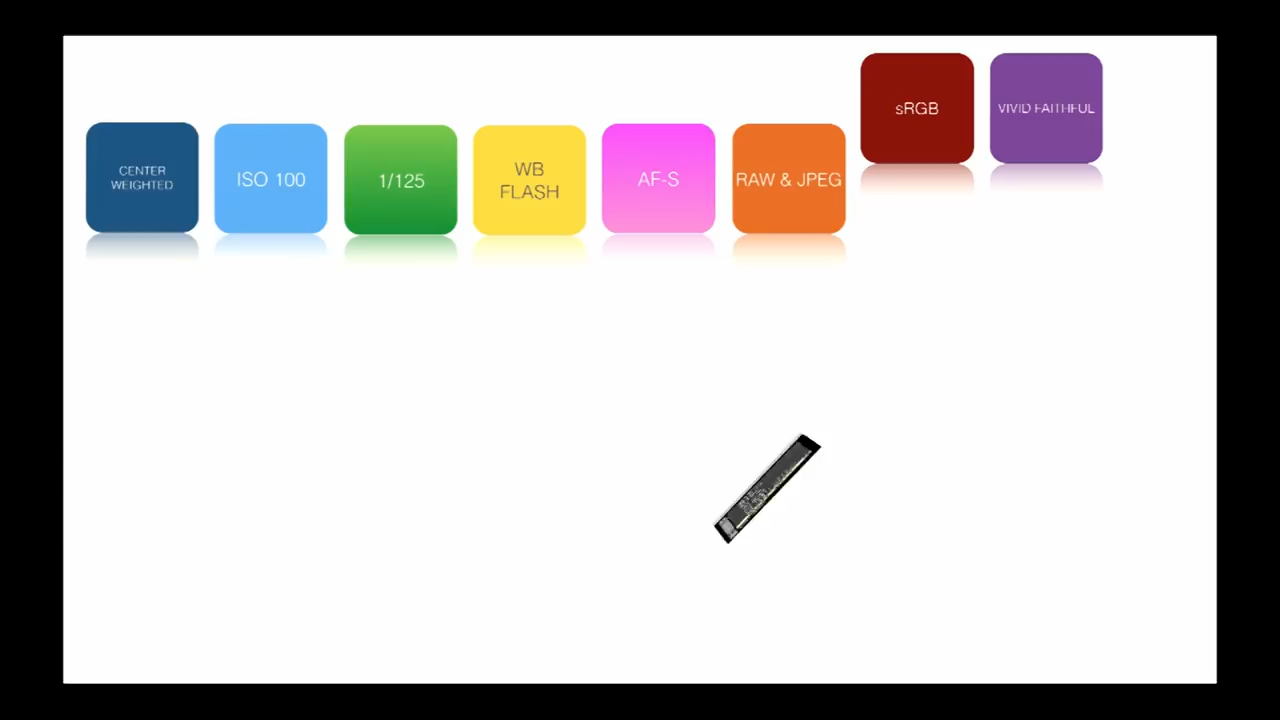 sRGB
VIVID FAITHFUL
CENTER
WEIGHTED
ISO 100
1/125
WB
FLASH
AF-S
RAW & JPEG